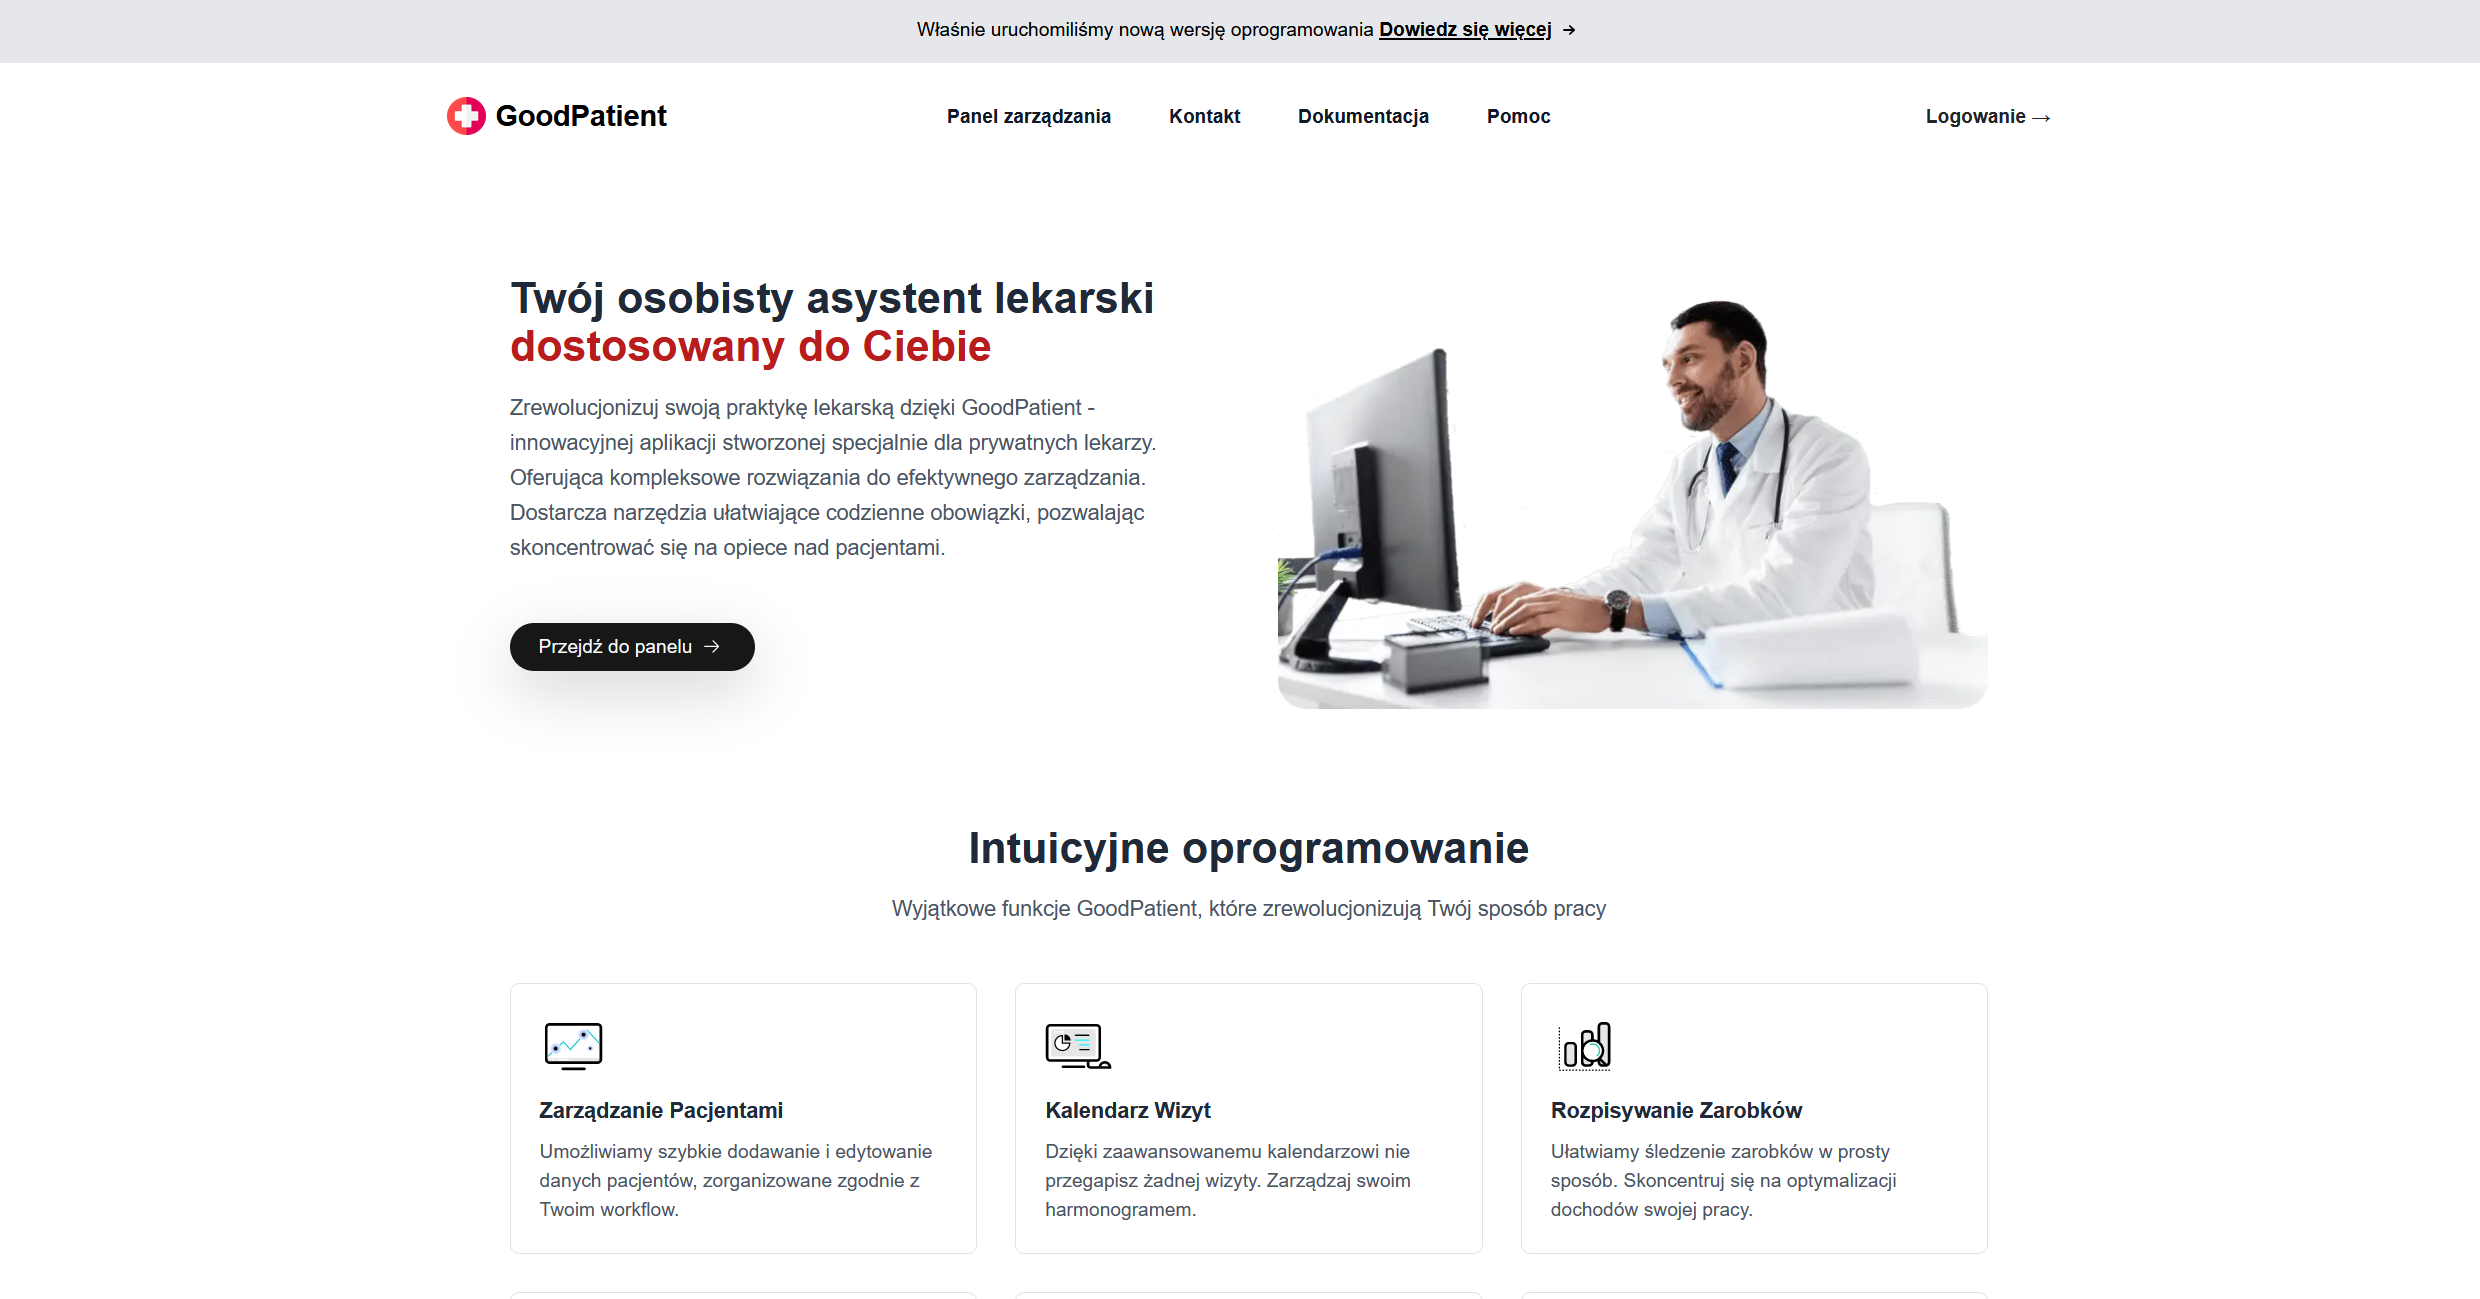 Właśnie uruchomiliśmy nową wersję oprogramowania Dowiedz się więcej →
GoodPatient
Panel zarządzania
Kontakt
Dokumentacja
Pomoc
Logowanie →
Twój osobisty asystent lekarski
dostosowany do Ciebie
Zrewolucjonizuj swoją praktykę lekarską dzięki GoodPatient -
innowacyjnej aplikacji stworzonej specjalnie dla prywatnych lekarzy.
Oferująca kompleksowe rozwiązania do efektywnego zarządzania.
Dostarcza narzędzia ułatwiające codzienne obowiązki, pozwalając
skoncentrować się na opiece nad pacjentami.
Przejdź do panelu →
Intuicyjne oprogramowanie
Wyjątkowe funkcje GoodPatient, które zrewolucjonizują Twój sposób pracy
Zarządzanie Pacjentami
Umożliwiamy szybkie dodawanie i edytowanie
danych pacjentów, zorganizowane zgodnie z
Twoim workflow.
Kalendarz Wizyt
Dzięki zaawansowanemu kalendarzowi nie
przegapisz żadnej wizyty. Zarządzaj swoim
harmonogramem.
Rozpisywanie Zarobków
Ułatwiamy śledzenie zarobków w prosty
sposób. Skoncentruj się na optymalizacji
dochodów swojej pracy.